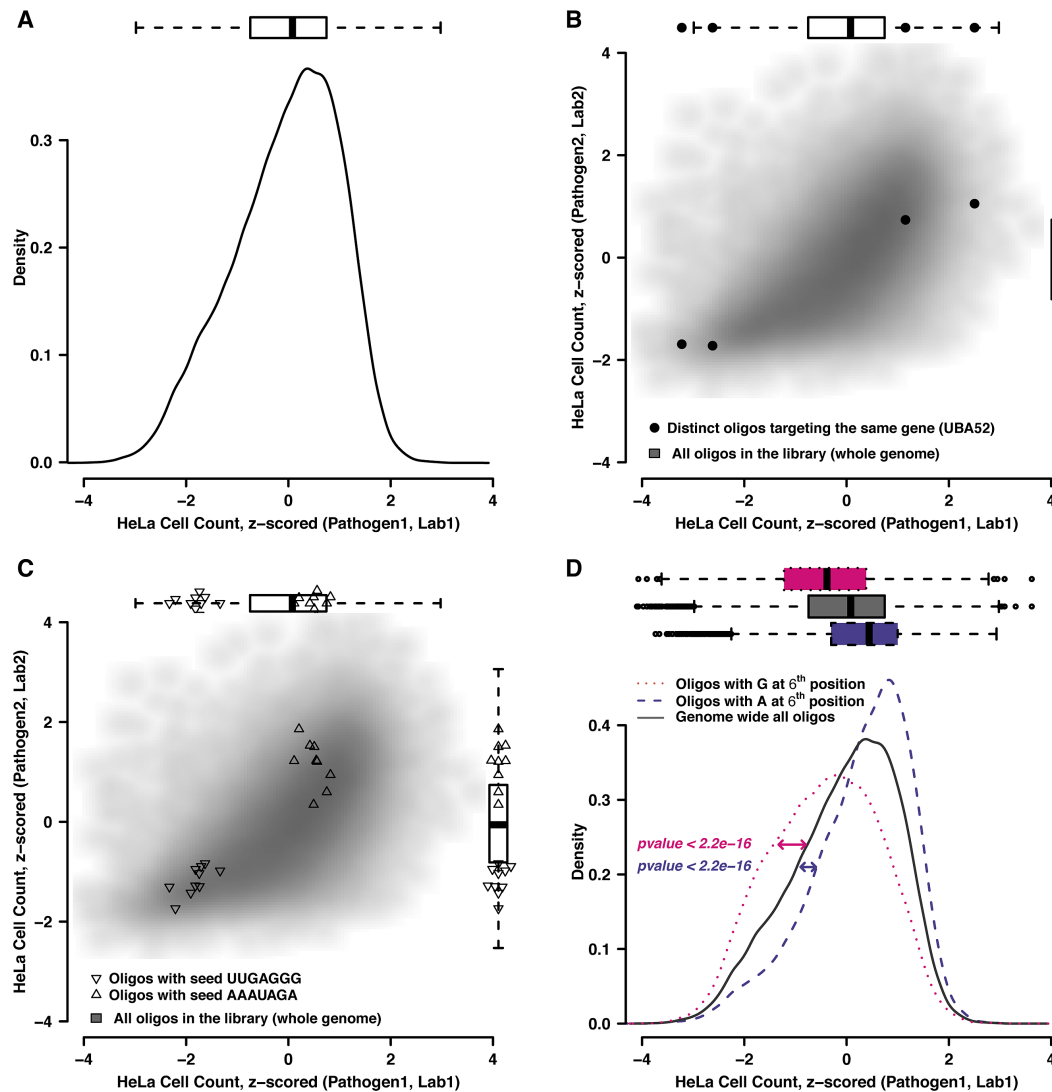 A
0.3
0.2
0.1
0.0
Density
−4 −2 0 2 4
HeLa Cell Count, z−scored (Pathogen1, Lab1)
B
4
2
0
−2
−4
HeLa Cell Count, z−scored (Pathogen2, Lab2)
Distinct oligos targeting the same gene (UBA52)
All oligos in the library (whole genome)
−4 −2 0 2 4
HeLa Cell Count, z−scored (Pathogen1, Lab1)
C
4
2
0
−2
−4
HeLa Cell Count, z−scored (Pathogen2, Lab2)
Oligos with seed UUGAGGG
Oligos with seed AAAUAGA
All oligos in the library (whole genome)
−4 −2 0 2 4
HeLa Cell Count, z−scored (Pathogen1, Lab1)
D
Oligos with G at 6th position
Oligos with A at 6th position
Genome wide all oligos
0.4
0.3
0.2
0.1
0.0
Density
pvalue < 2.2e−16
pvalue < 2.2e−16
−4 −2 0 2 4
HeLa Cell Count, z−scored (Pathogen1, Lab1)